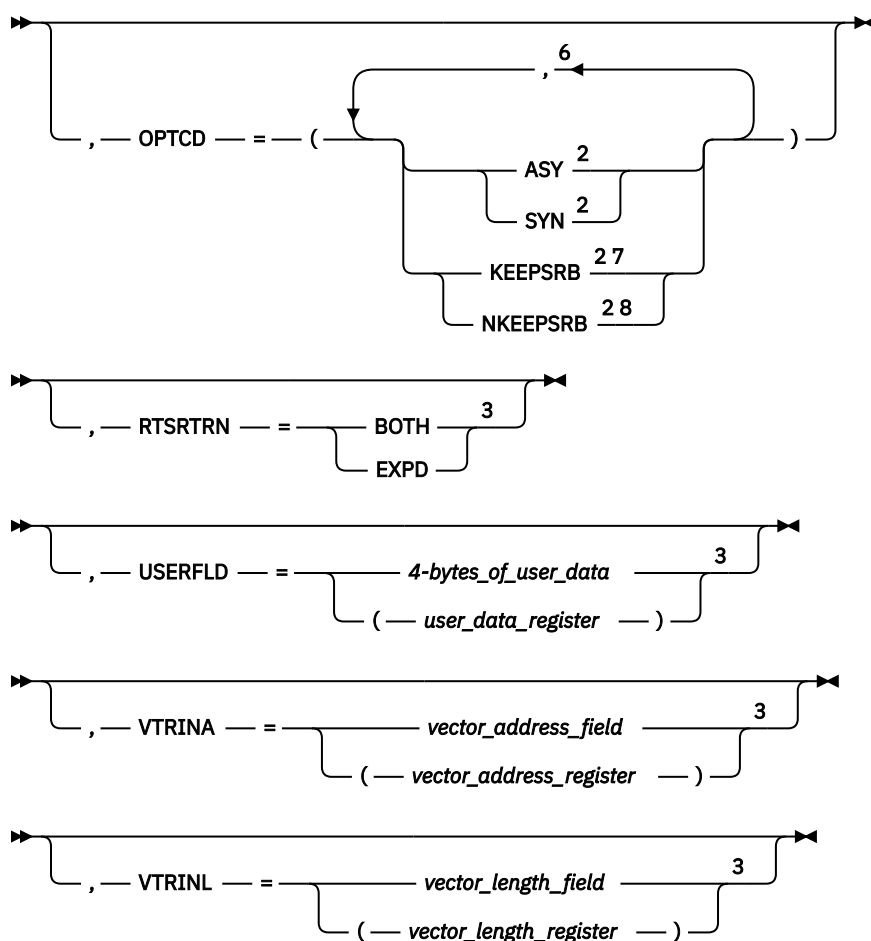 , 6
, OPTCD = ( )
ASY 2
SYN 2
KEEPSRB 2 7
NKEEPSRB 2 8
, RTSRTRN = BOTH 3
EXPD
, USERFLD = 4-bytes_of_user_data 3
( user_data_register )
, VTRINA = vector_address_field 3
( vector_address_register )
, VTRINL = vector_length_field 3
( vector_length_register )